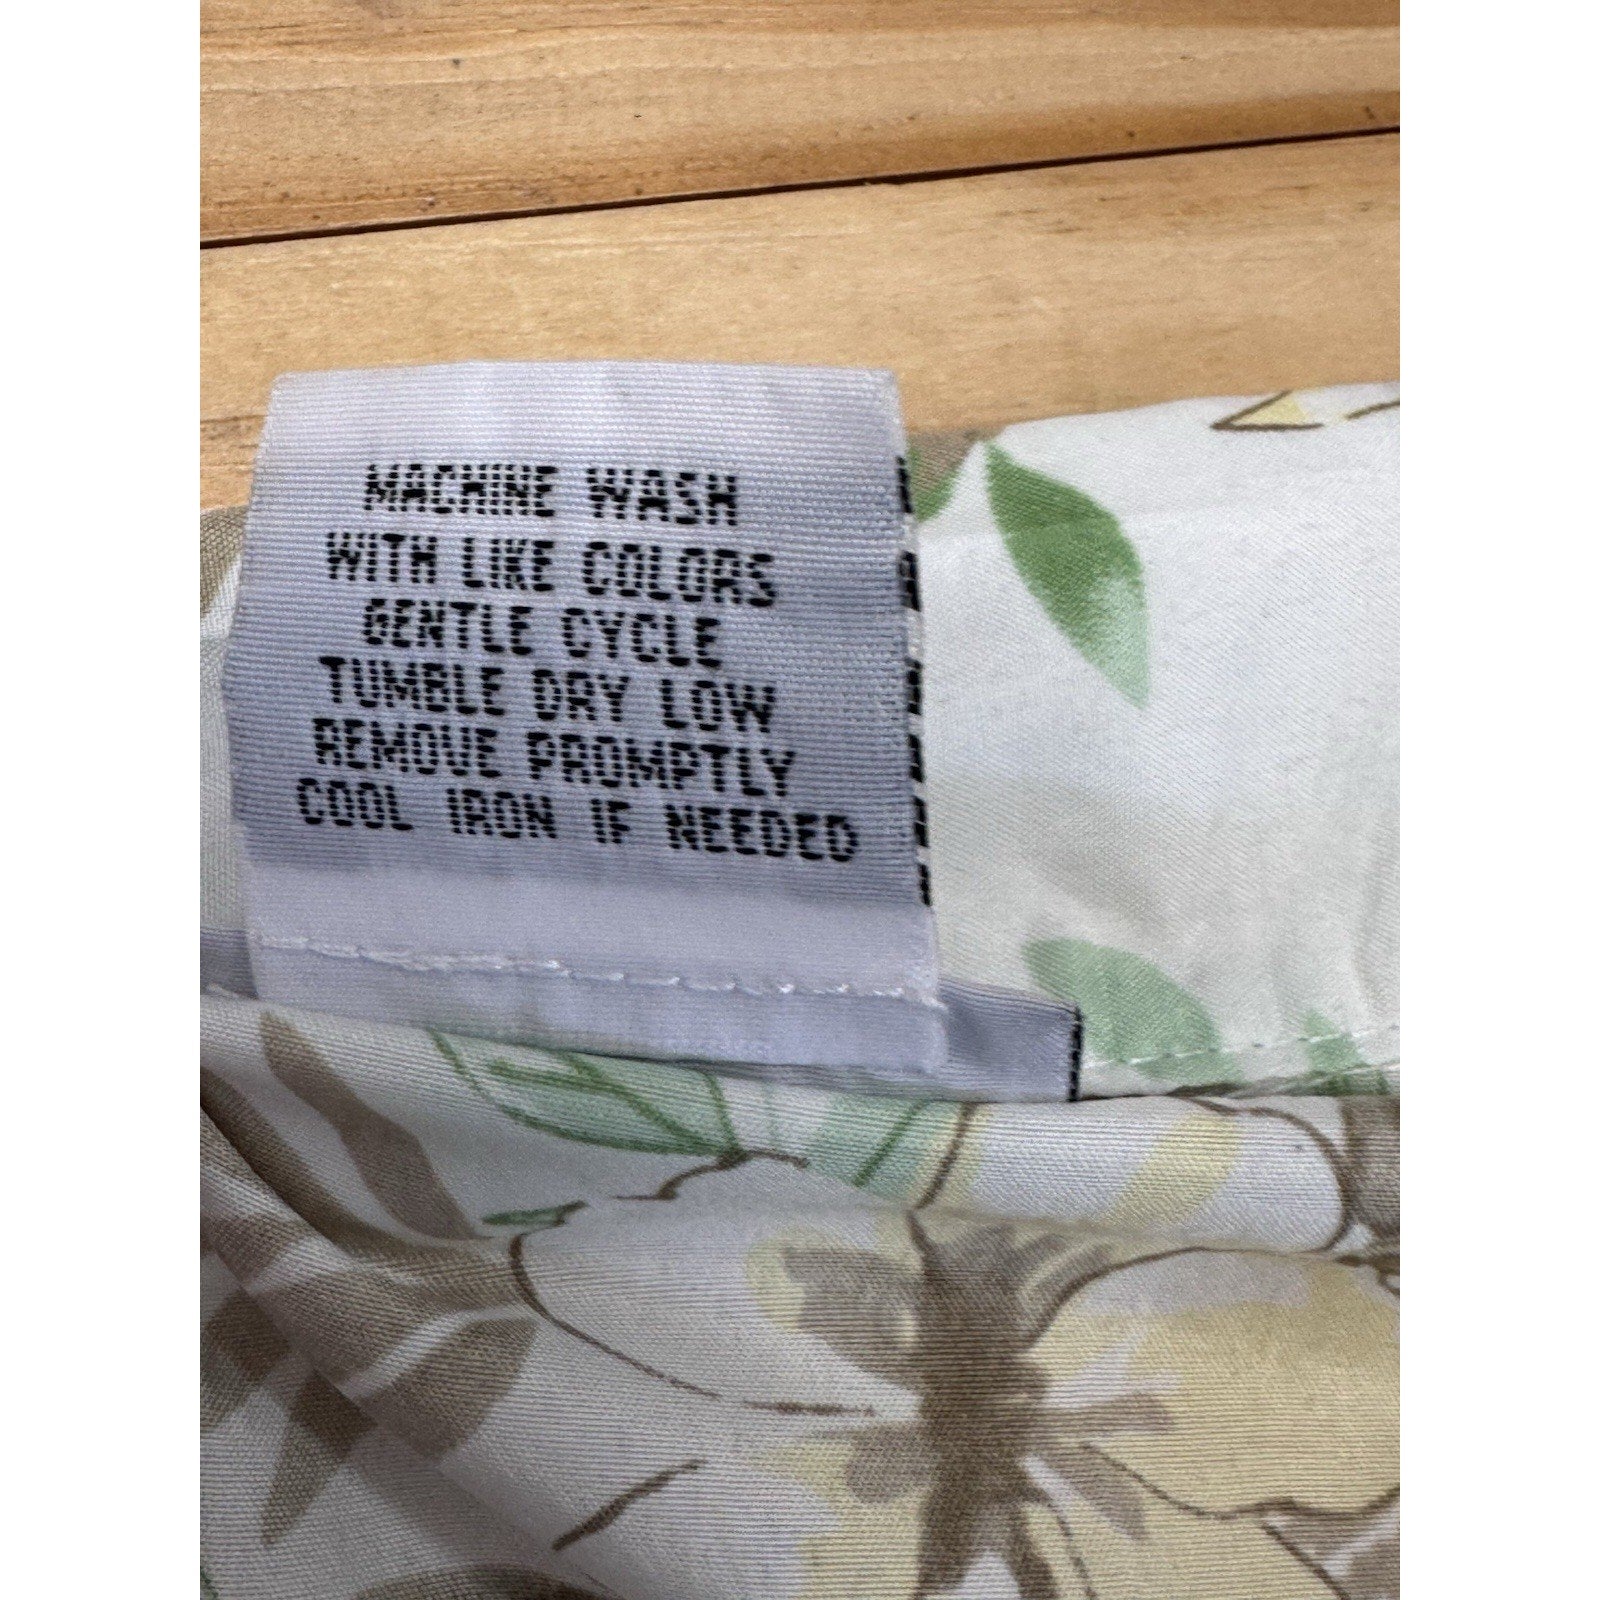 MACHINE WASH
WITH LIKE COLORS
GENTLE CYCLE
TUMBLE DRY LOW
REMOVE PROMPTLY
COOL IRON IF NEEDED